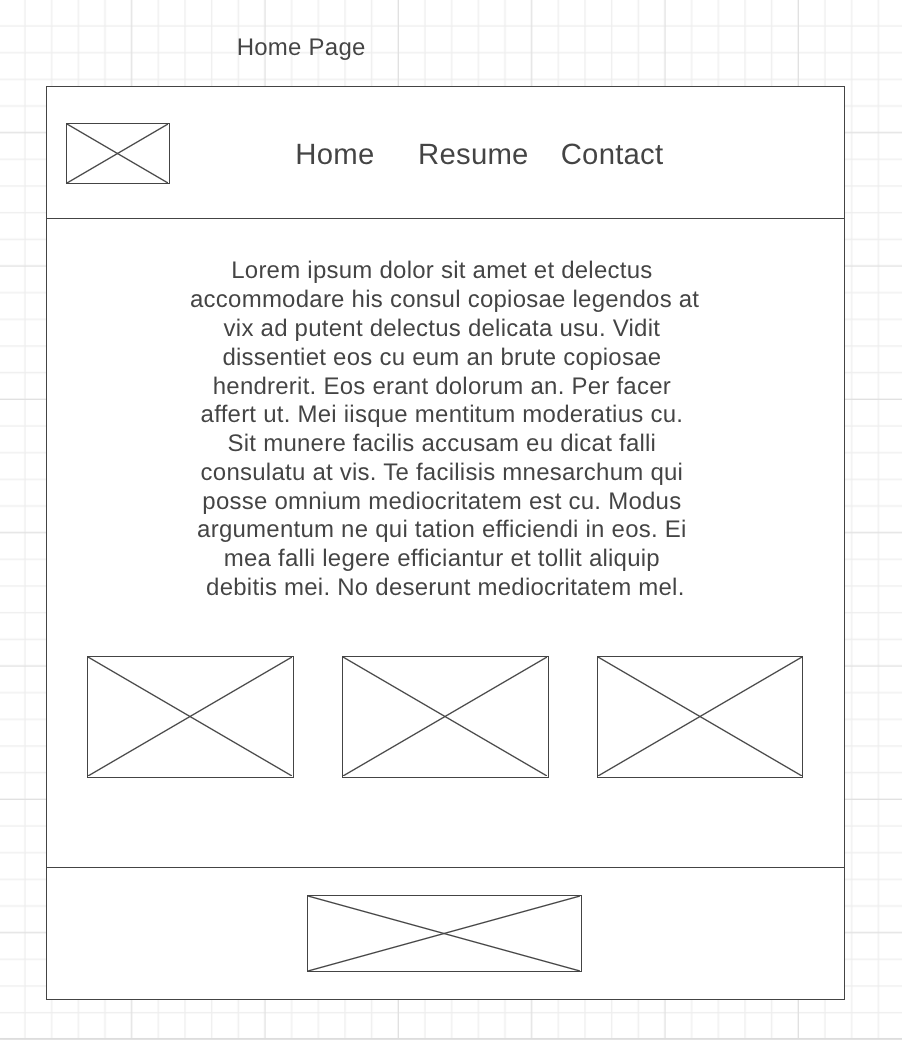 Home Page
Home Resume Contact
Lorem ipsum dolor sit amet et delectus
accommodare his consul copiosae legendos at
vix ad putent delectus delicata usu. Vidit
dissentiet eos cu eum an brute copiosae
hendrerit. Eos erant dolorum an. Per facer
affert ut. Mei iisque mentitum moderatius cu.
Sit munere facilis accusam eu dicat falli
consulatu at vis. Te facilisis mnesarchum qui
posse omnium mediocritatem est cu. Modus
argumentum ne qui tation efficiendi in eos. Ei
mea falli legere efficiantur et tollit aliquip
debitis mei. No deserunt mediocritatem mel.